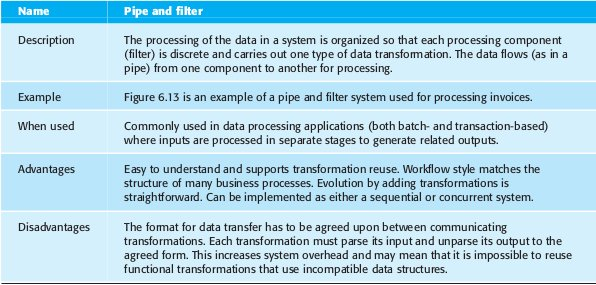 Name Pipe and filter
Description The processing of the data in a system is organized so that each processing component
(filter) is discrete and carries out one type of data transformation. The data flows (as in a
pipe) from one component to another for processing.
Example Figure 6.13 is an example of a pipe and filter system used for processing invoices.
When used Commonly used in data processing applications (both batch- and transaction-based)
where inputs are processed in separate stages to generate related outputs.
Advantages Easy to understand and supports transformation reuse. Workflow style matches the
structure of many business processes. Evolution by adding transformations is
straightforward. Can be implemented as either a sequential or concurrent system.
Disadvantages The format for data transfer has to be agreed upon between communicating
transformations. Each transformation must parse its input and unparse its output to the
agreed form. This increases system overhead and may mean that it is impossible to reuse
functional transformations that use incompatible data structures.